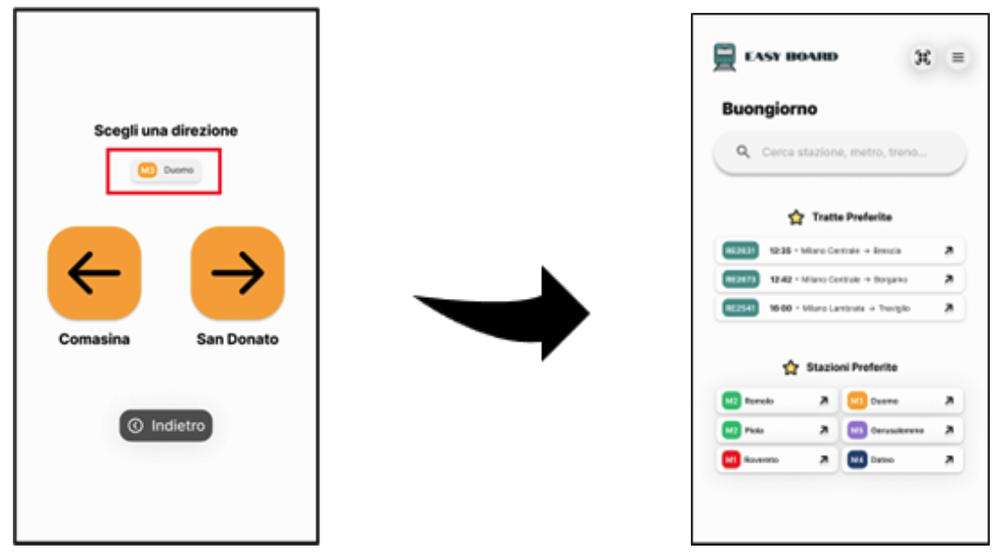 Scegli una direzione
M3 Duomo
Comasina
San Donato
Indietro
EASY BOARD
Buongiorno
Cerca stazione, metro, treno...
Tratte Preferite
RE2631 12:25 • Milano Centrale → Brescia
RE2673 12:42 • Milano Centrale → Bergamo
RE2541 16:00 • Milano Lambrate → Treviglio
Stazioni Preferite
M2 Romolo
M3 Duomo
M2 Piola
M5 Gerusalemme
M1 Rovereto
M4 Dateo